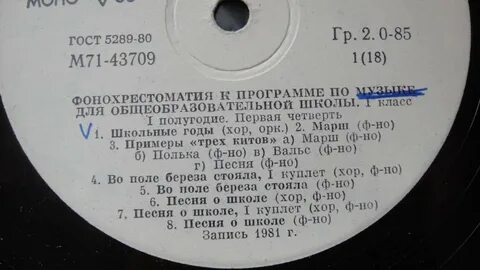 МОНО
ГОСТ 5289-80
Гр. 2.0-85
М71-43709
1 (18)
ФОНОХРЕСТОМАТИЯ К ПРОГРАММЕ ПО МУЗЫКЕ
ДЛЯ ОБЩЕОБРАЗОВАТЕЛЬНОЙ ШКОЛЫ. I класс
I полугодие. Первая четверть
V 1. Школьные годы (хор, орк.) 2. Марш (ф-но)
3. Примеры «трех китов» а) Марш (ф-но)
б) Полька (ф-но) в) Вальс (ф-но)
г) Песня (ф-но)
4. Во поле береза стояла, I куплет (хор, ф-но)
5. Во поле береза стояла (ф-но)
6. Песня о школе (хор, ф-но)
7. Песня о школе, I куплет (хор, ф-но)
8. Песня о школе (ф-но)
Запись 1981 г.